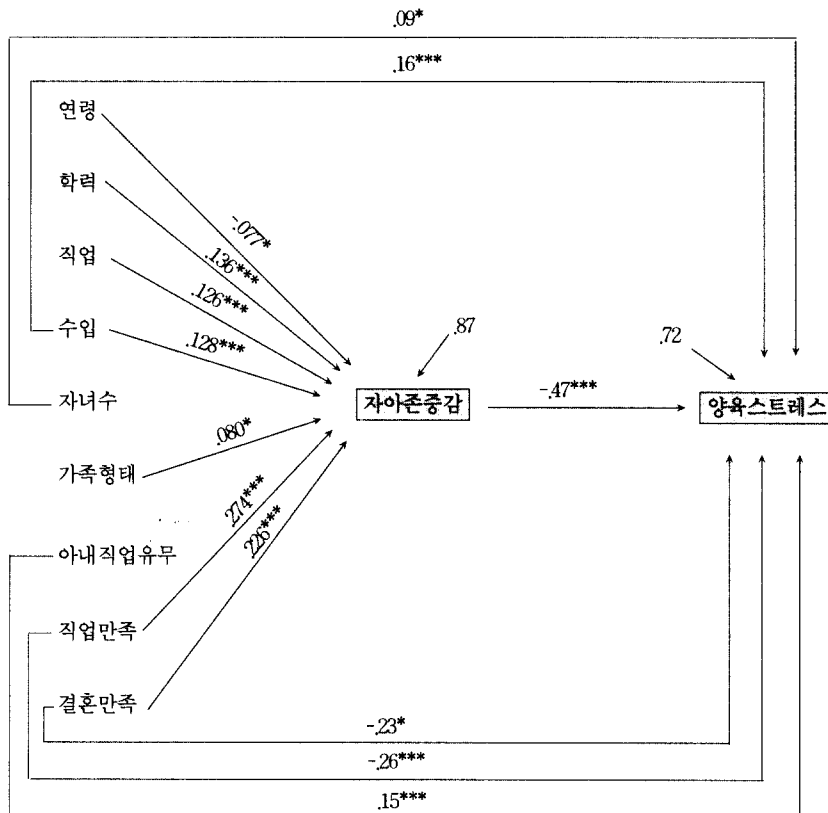 .09*
.16***
연령
학력
-.077*
.136***
직업
.126***
수입
.128***
.87
.72
자녀수
자아존중감
-.47***
양육스트레스
.080*
가족형태
.274***
.226***
아내직업유무
직업만족
결혼만족
-.23*
-.26***
.15***